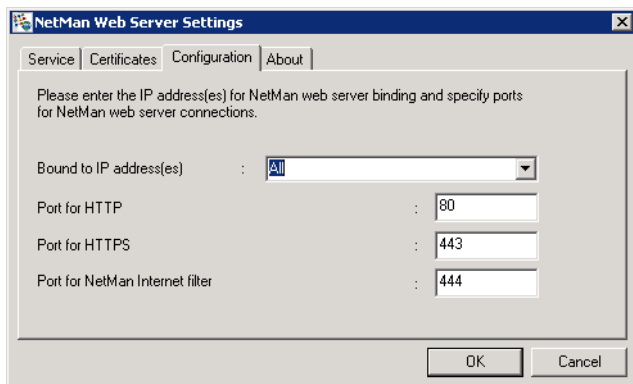 NetMan Web Server Settings
Service Certificates Configuration About
Please enter the IP address(es) for NetMan web server binding and specify ports
for NetMan web server connections.
Bound to IP address(es) : All
Port for HTTP : 80
Port for HTTPS : 443
Port for NetMan Internet filter : 444
OK Cancel